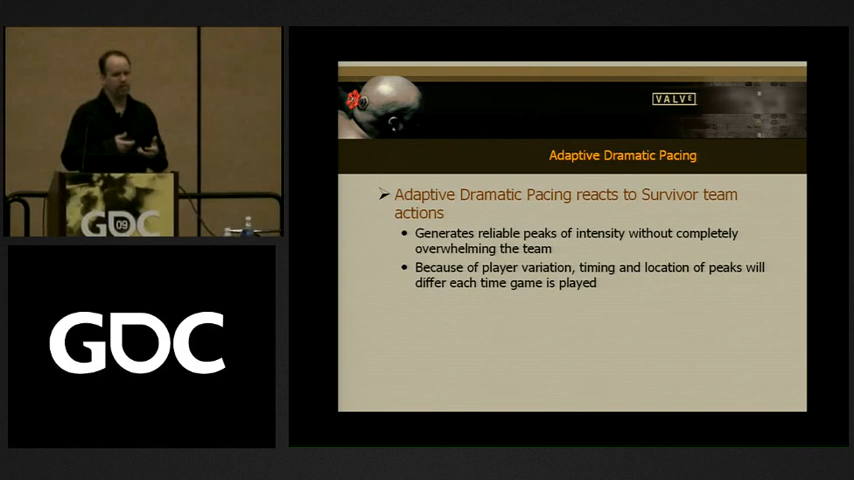 VALVE
Adaptive Dramatic Pacing
Adaptive Dramatic Pacing reacts to Survivor team
actions
Generates reliable peaks of intensity without completely
overwhelming the team
Because of player variation, timing and location of peaks will
differ each time game is played
GDC
09
GDC